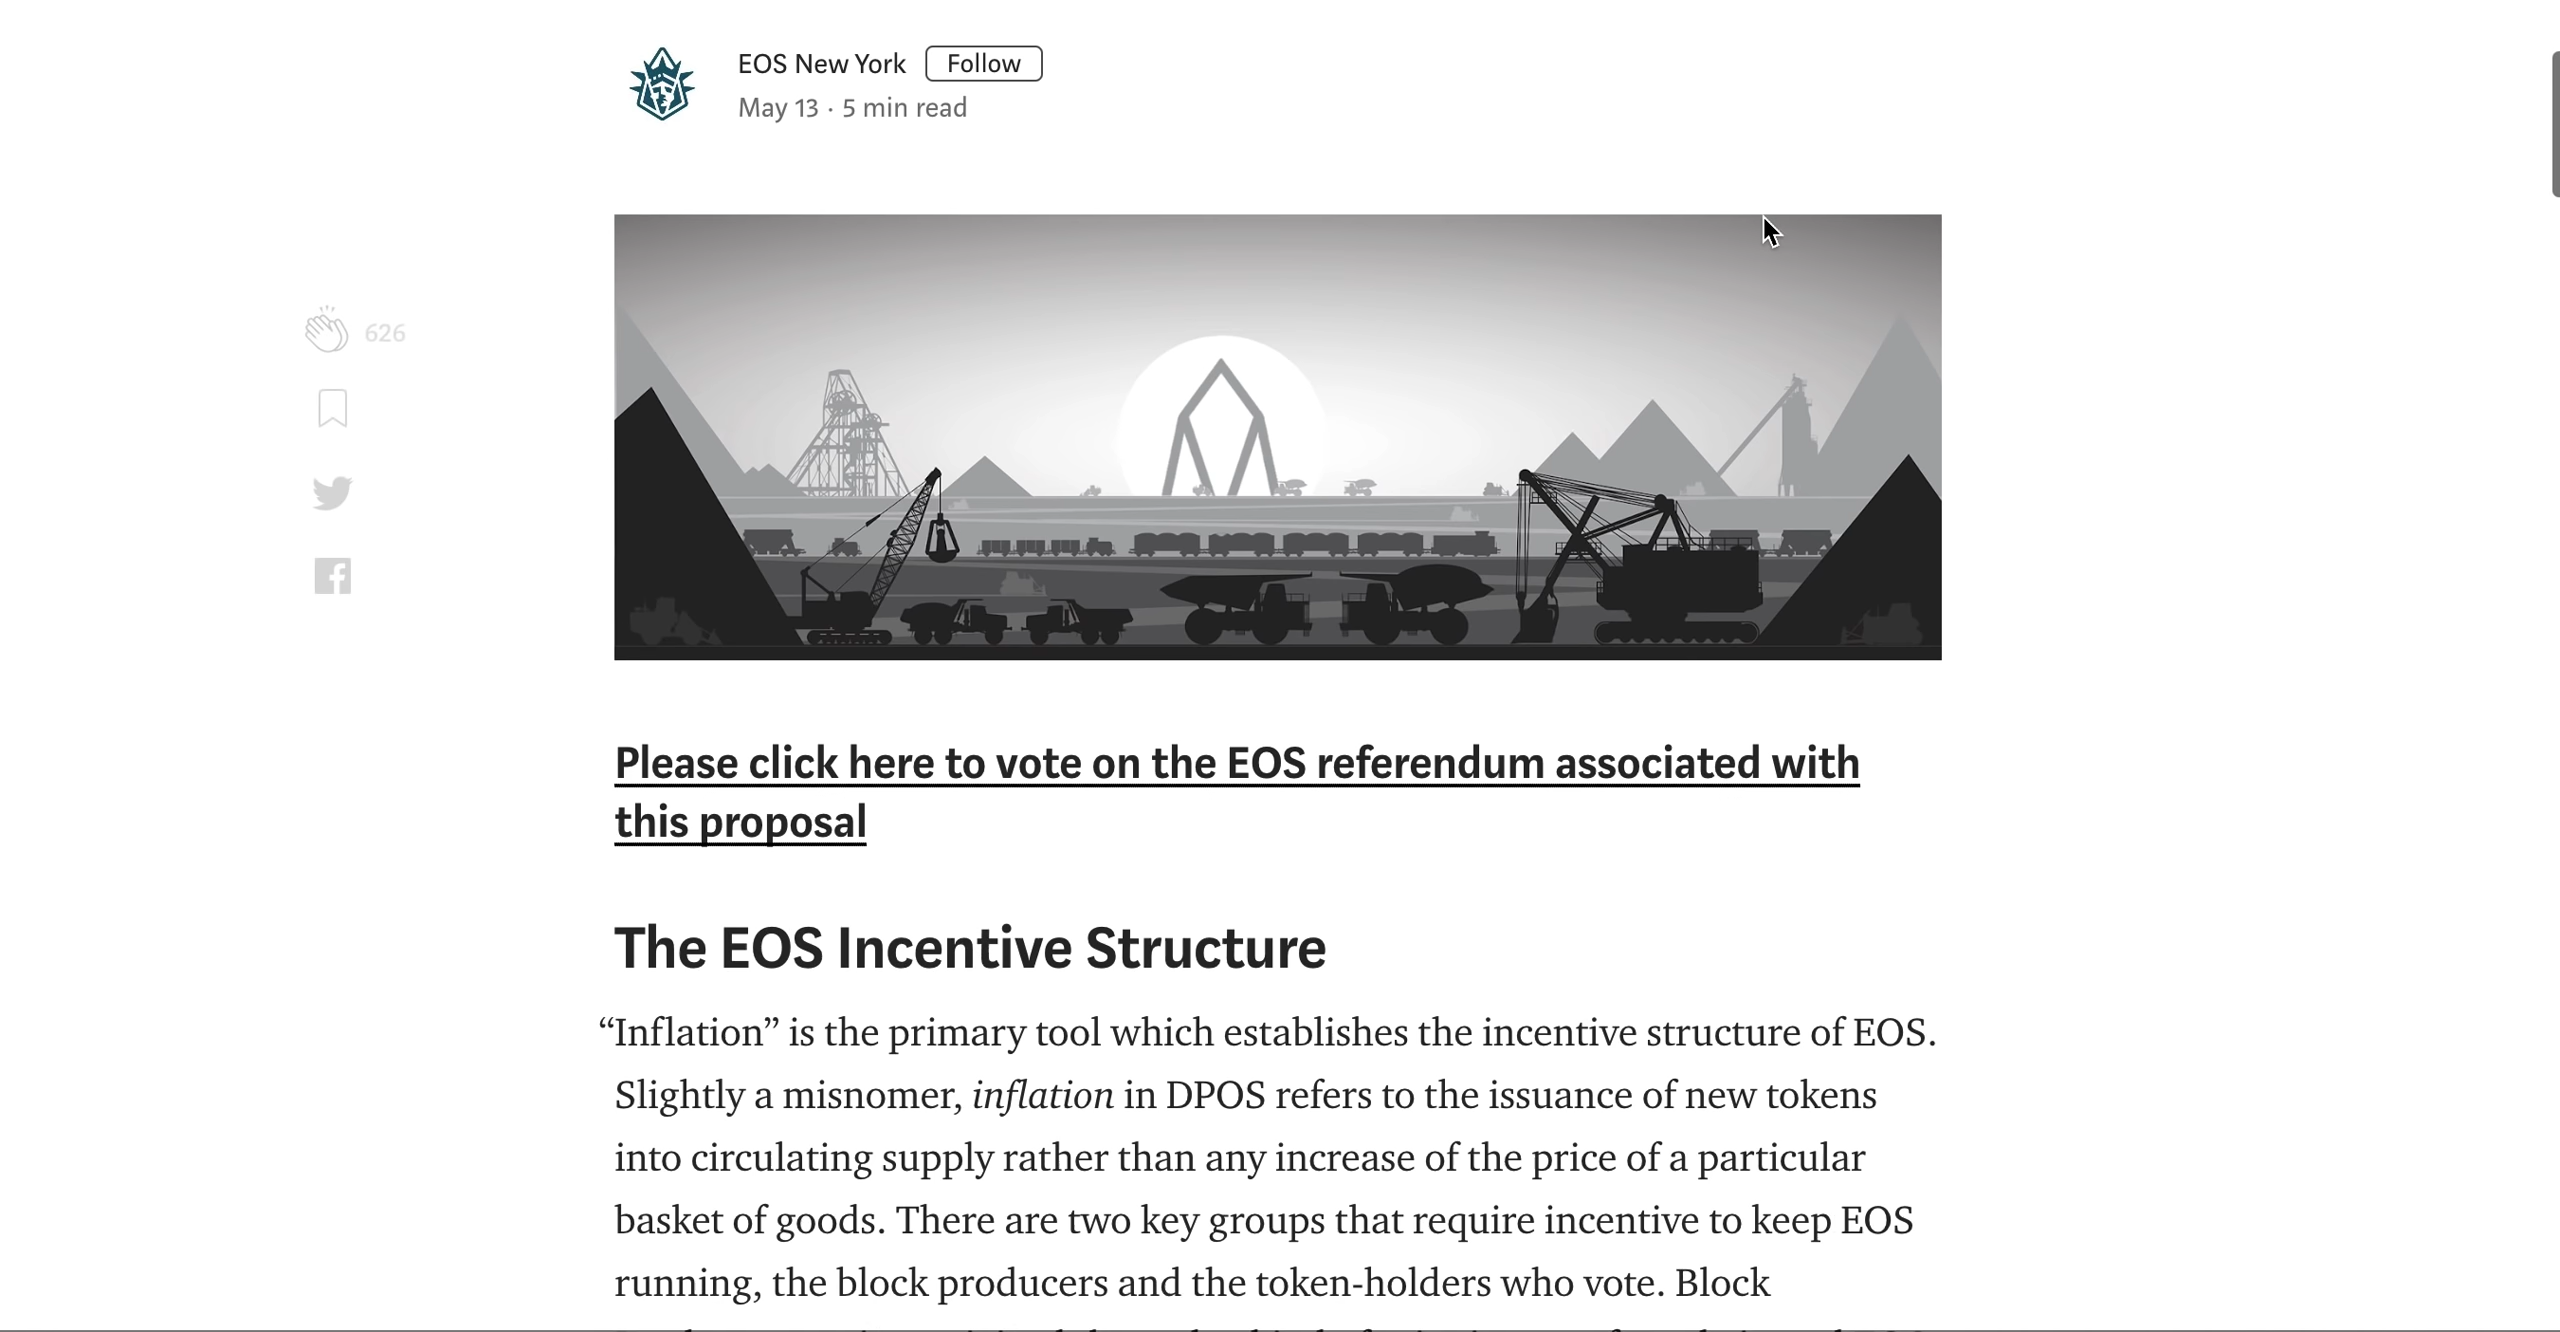 EOS New York Follow
May 13 · 5 min read
626
Please click here to vote on the EOS referendum associated with
this proposal
The EOS Incentive Structure
“Inflation” is the primary tool which establishes the incentive structure of EOS.
Slightly a misnomer, inflation in DPOS refers to the issuance of new tokens
into circulating supply rather than any increase of the price of a particular
basket of goods. There are two key groups that require incentive to keep EOS
running, the block producers and the token-holders who vote. Block